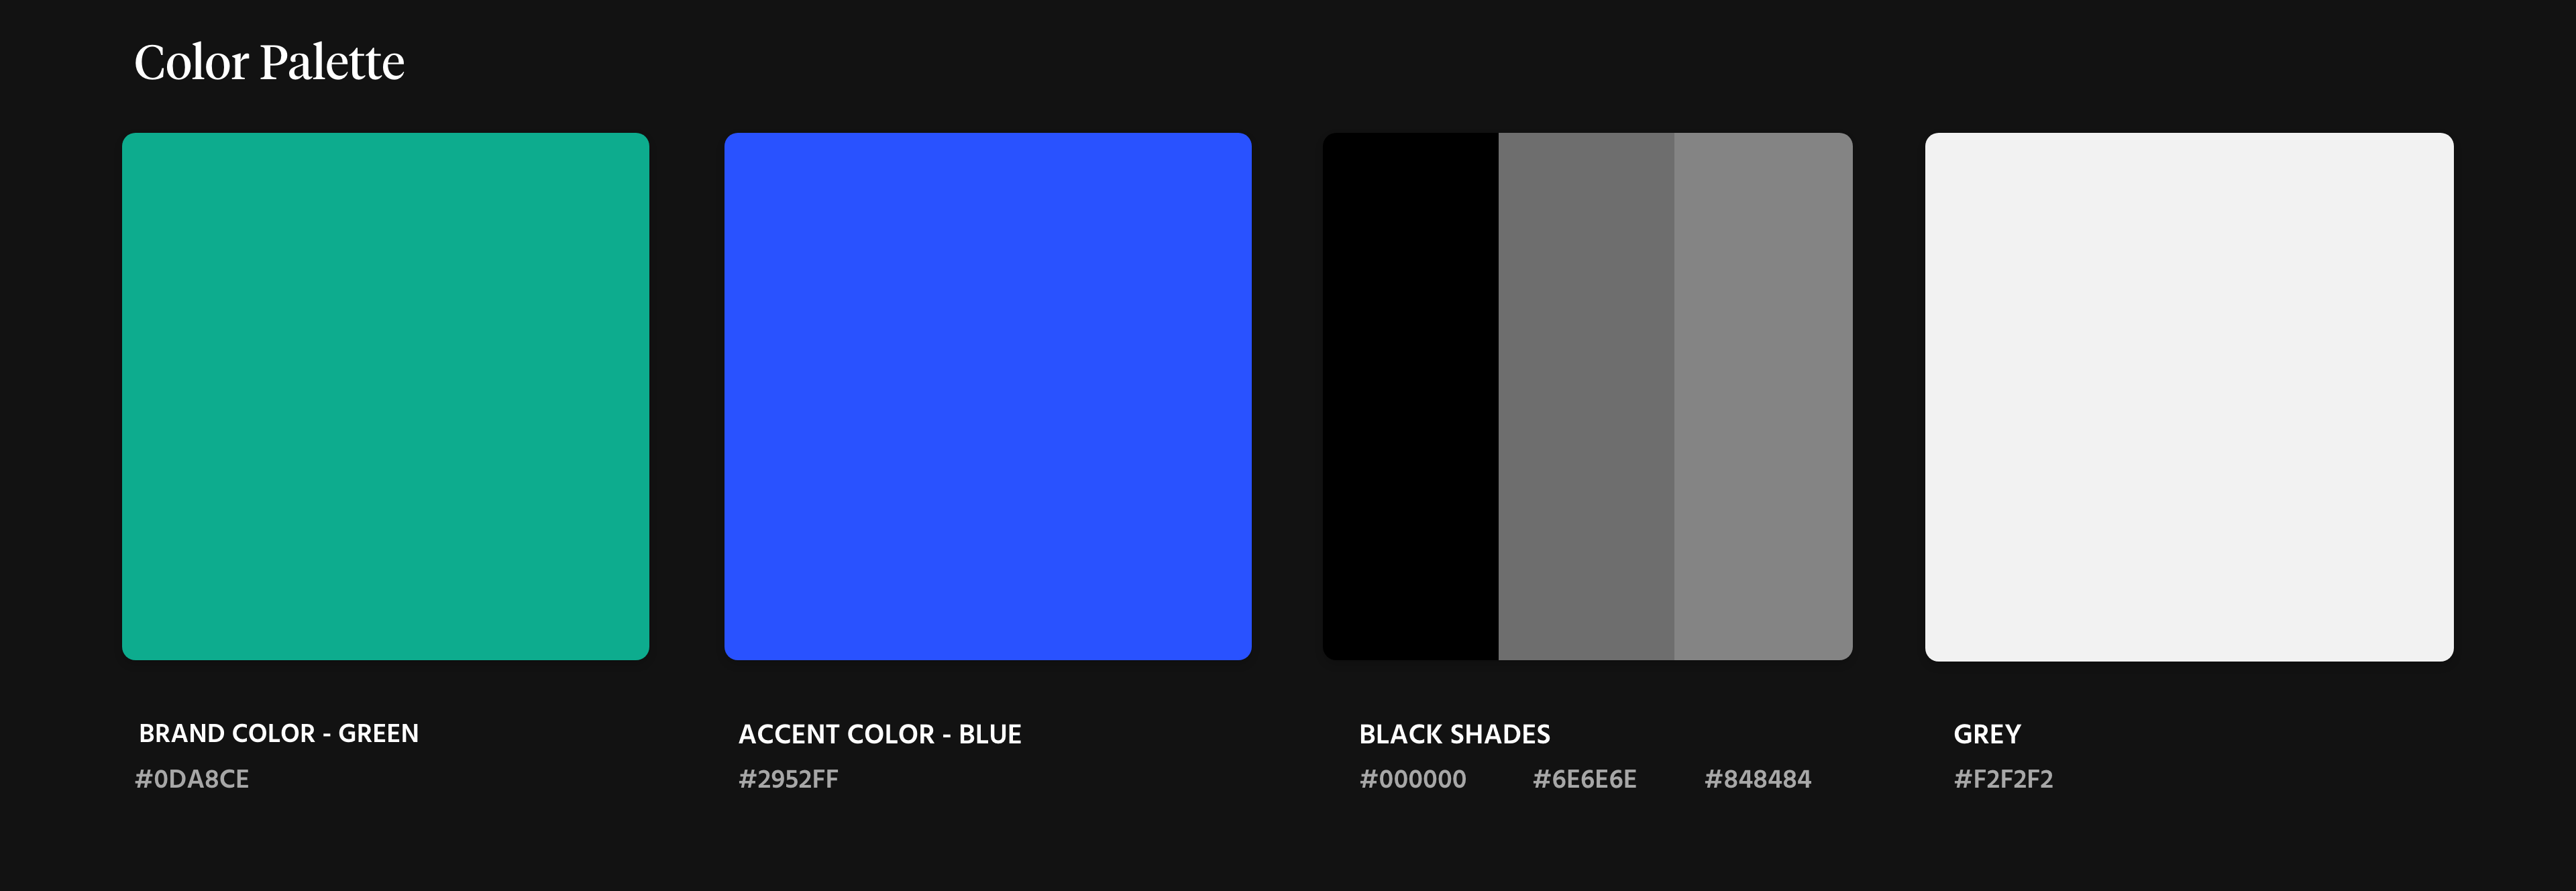 Color Palette
BRAND COLOR - GREEN
#0DA8CE
ACCENT COLOR - BLUE
#2952FF
BLACK SHADES
#000000 #6E6E6E #848484
GREY
#F2F2F2